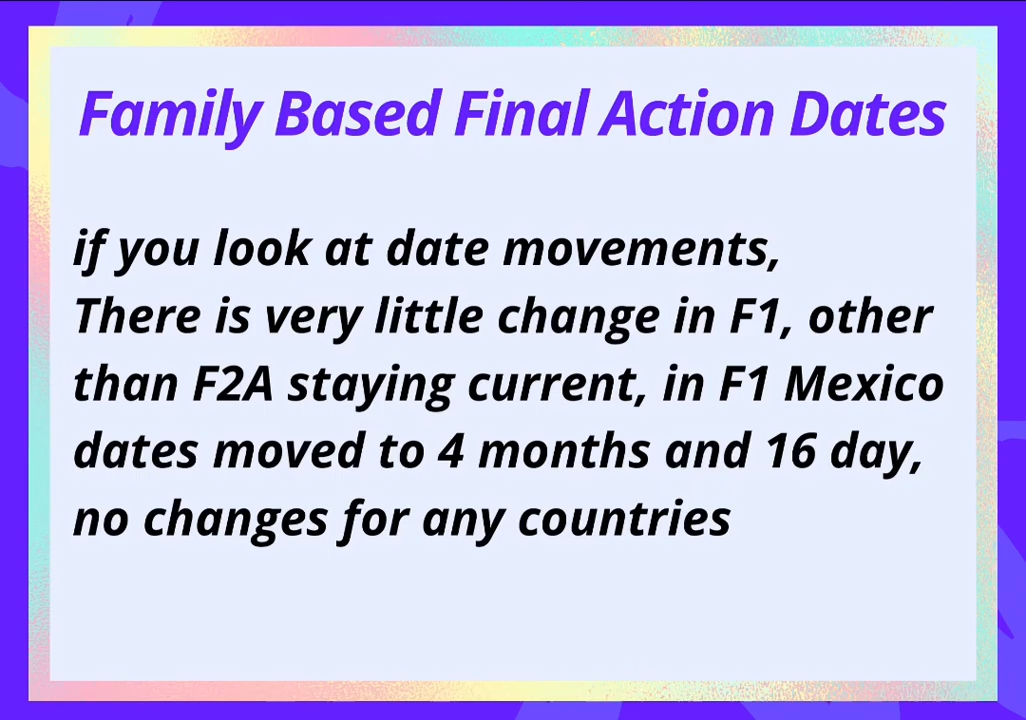 Family Based Final Action Dates
if you look at date movements,
There is very little change in F1, other
than F2A staying current, in F1 Mexico
dates moved to 4 months and 16 day,
no changes for any countries